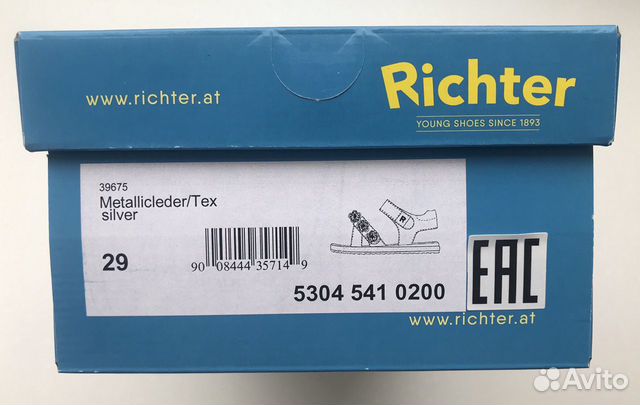 www.richter.at
Richter
YOUNG SHOES SINCE 1893
39675
Metallicleder/Tex
silver
29
90 08444 35714 9
R
5304 541 0200
EAC
www.richter.at
Avito